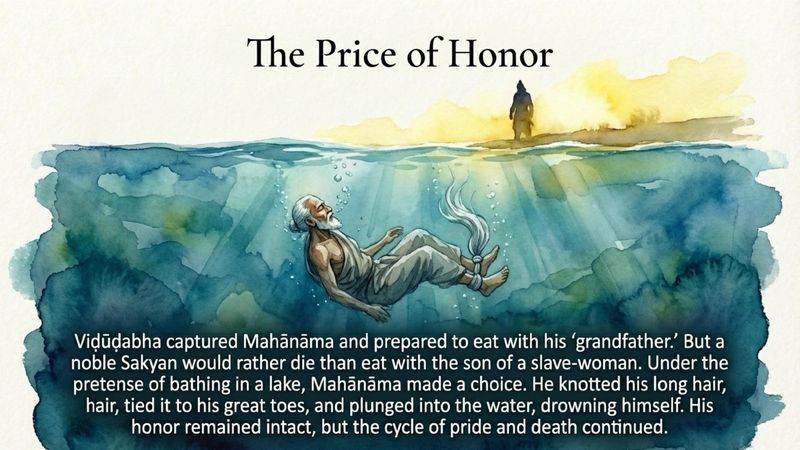 The Price of Honor
Viḍūḍabha captured Mahānāma and prepared to eat with his ‘grandfather.’ But a
noble Sakyan would rather die than eat with the son of a slave-woman. Under the
pretense of bathing in a lake, Mahānāma made a choice. He knotted his long hair,
hair, tied it to his great toes, and plunged into the water, drowning himself. His
honor remained intact, but the cycle of pride and death continued.